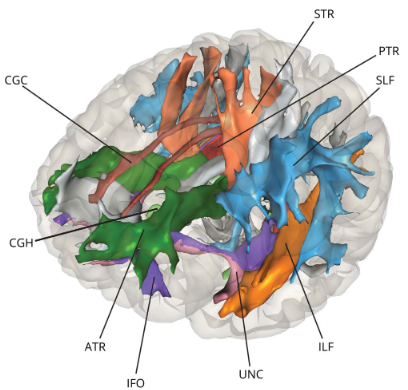 STR
PTR
CGC
SLF
CGH
ATR
ILF
UNC
IFO